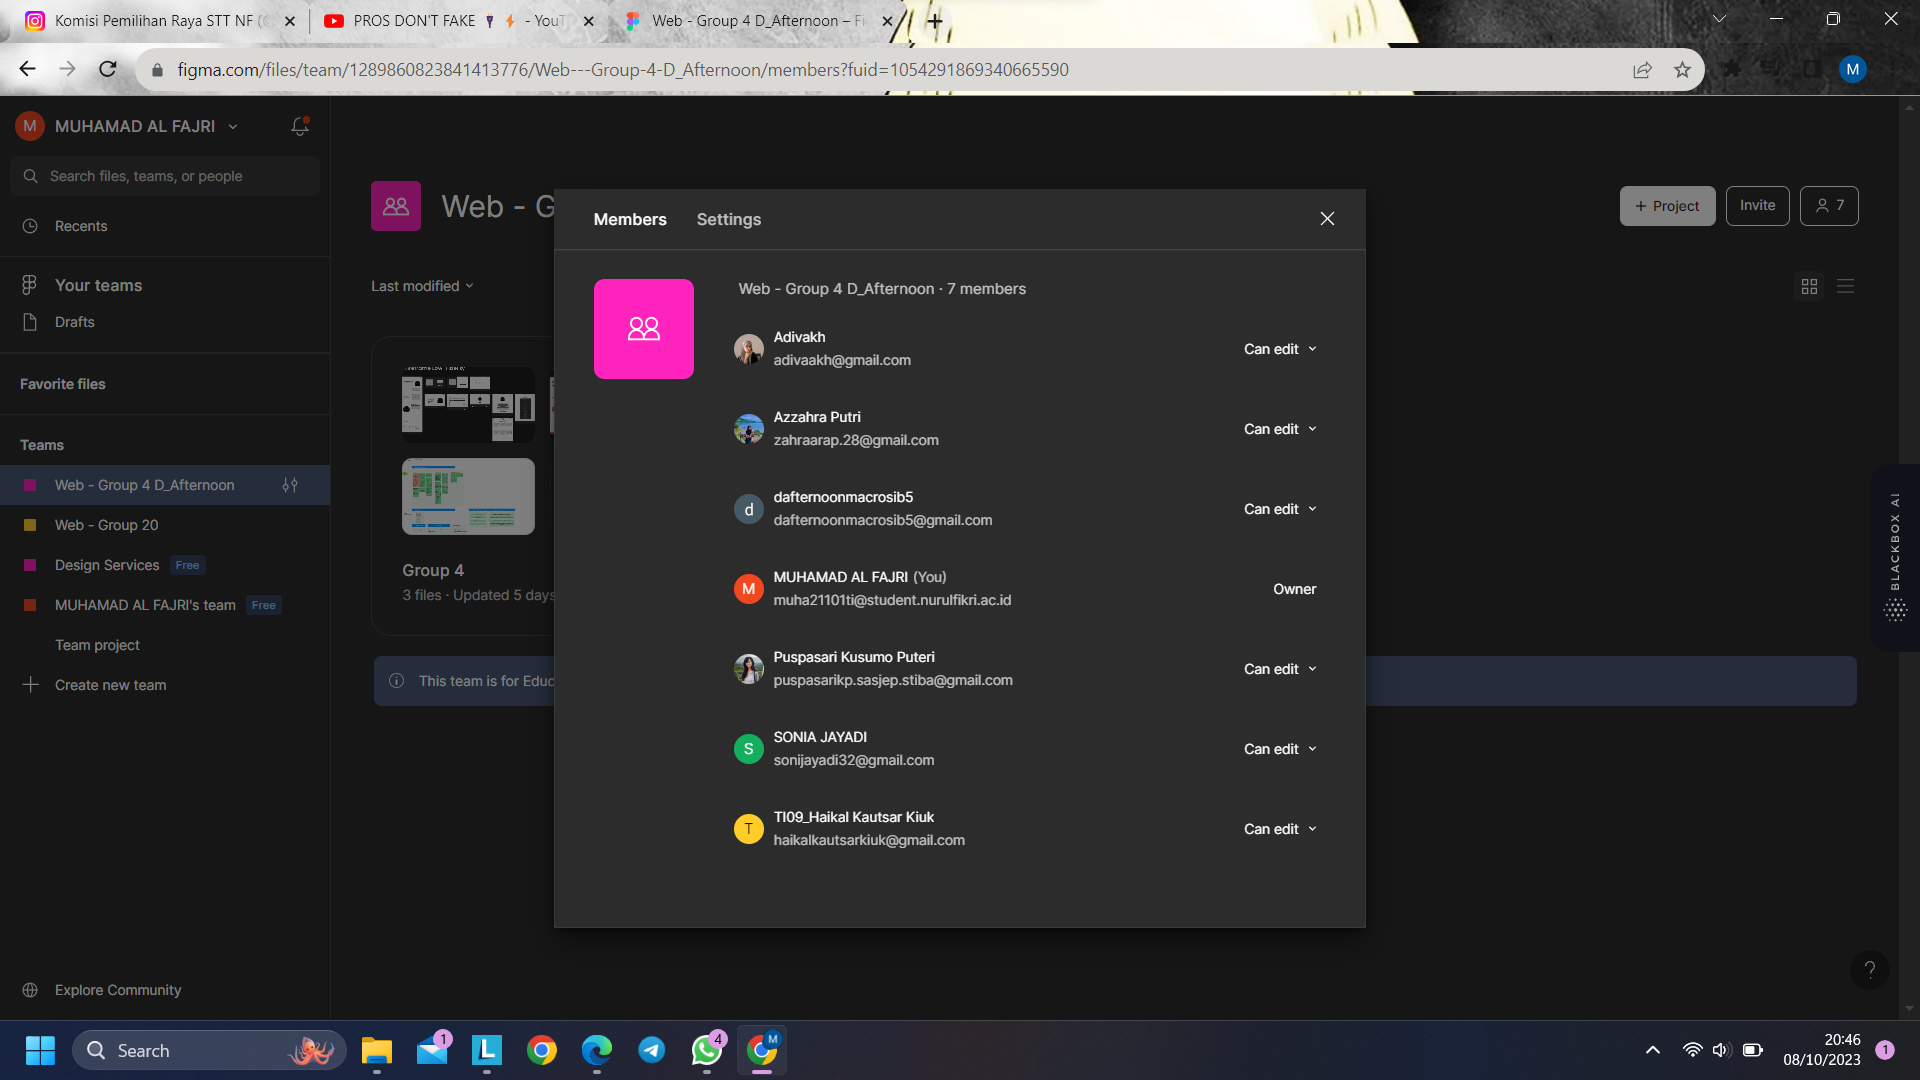 Komisi Pemilihan Raya STT NF (
PROS DON'T FAKE - YouT
Web - Group 4 D_Afternoon – Fi
figma.com/files/team/1289860823841413776/Web---Group-4-D_Afternoon/members?fuid=1054291869340665590
M
M
MUHAMAD AL FAJRI
Search files, teams, or people
Recents
Your teams
Drafts
Favorite files
Teams
Web - Group 4 D_Afternoon
Web - Group 20
Design Services Free
MUHAMAD AL FAJRI's team Free
Team project
Create new team
Explore Community
Web - G
+ Project
Invite
7
Last modified
Group 4
3 files · Updated 5 days
This team is for Educ
Members
Settings
Web - Group 4 D_Afternoon · 7 members
Adivakh
adivaakh@gmail.com
Can edit
Azzahra Putri
zahraarap.28@gmail.com
Can edit
d
dafternoonmacrosib5
dafternoonmacrosib5@gmail.com
Can edit
M
MUHAMAD AL FAJRI (You)
muha21101ti@student.nurulfikri.ac.id
Owner
Puspasari Kusumo Puteri
puspasarikp.sasjep.stiba@gmail.com
Can edit
S
SONIA JAYADI
sonijayadi32@gmail.com
Can edit
T
TI09_Haikal Kautsar Kiuk
haikalkautsarkiuk@gmail.com
Can edit
BLACKBOX AI
?
Search
1
L
4
M
20:46
08/10/2023
1